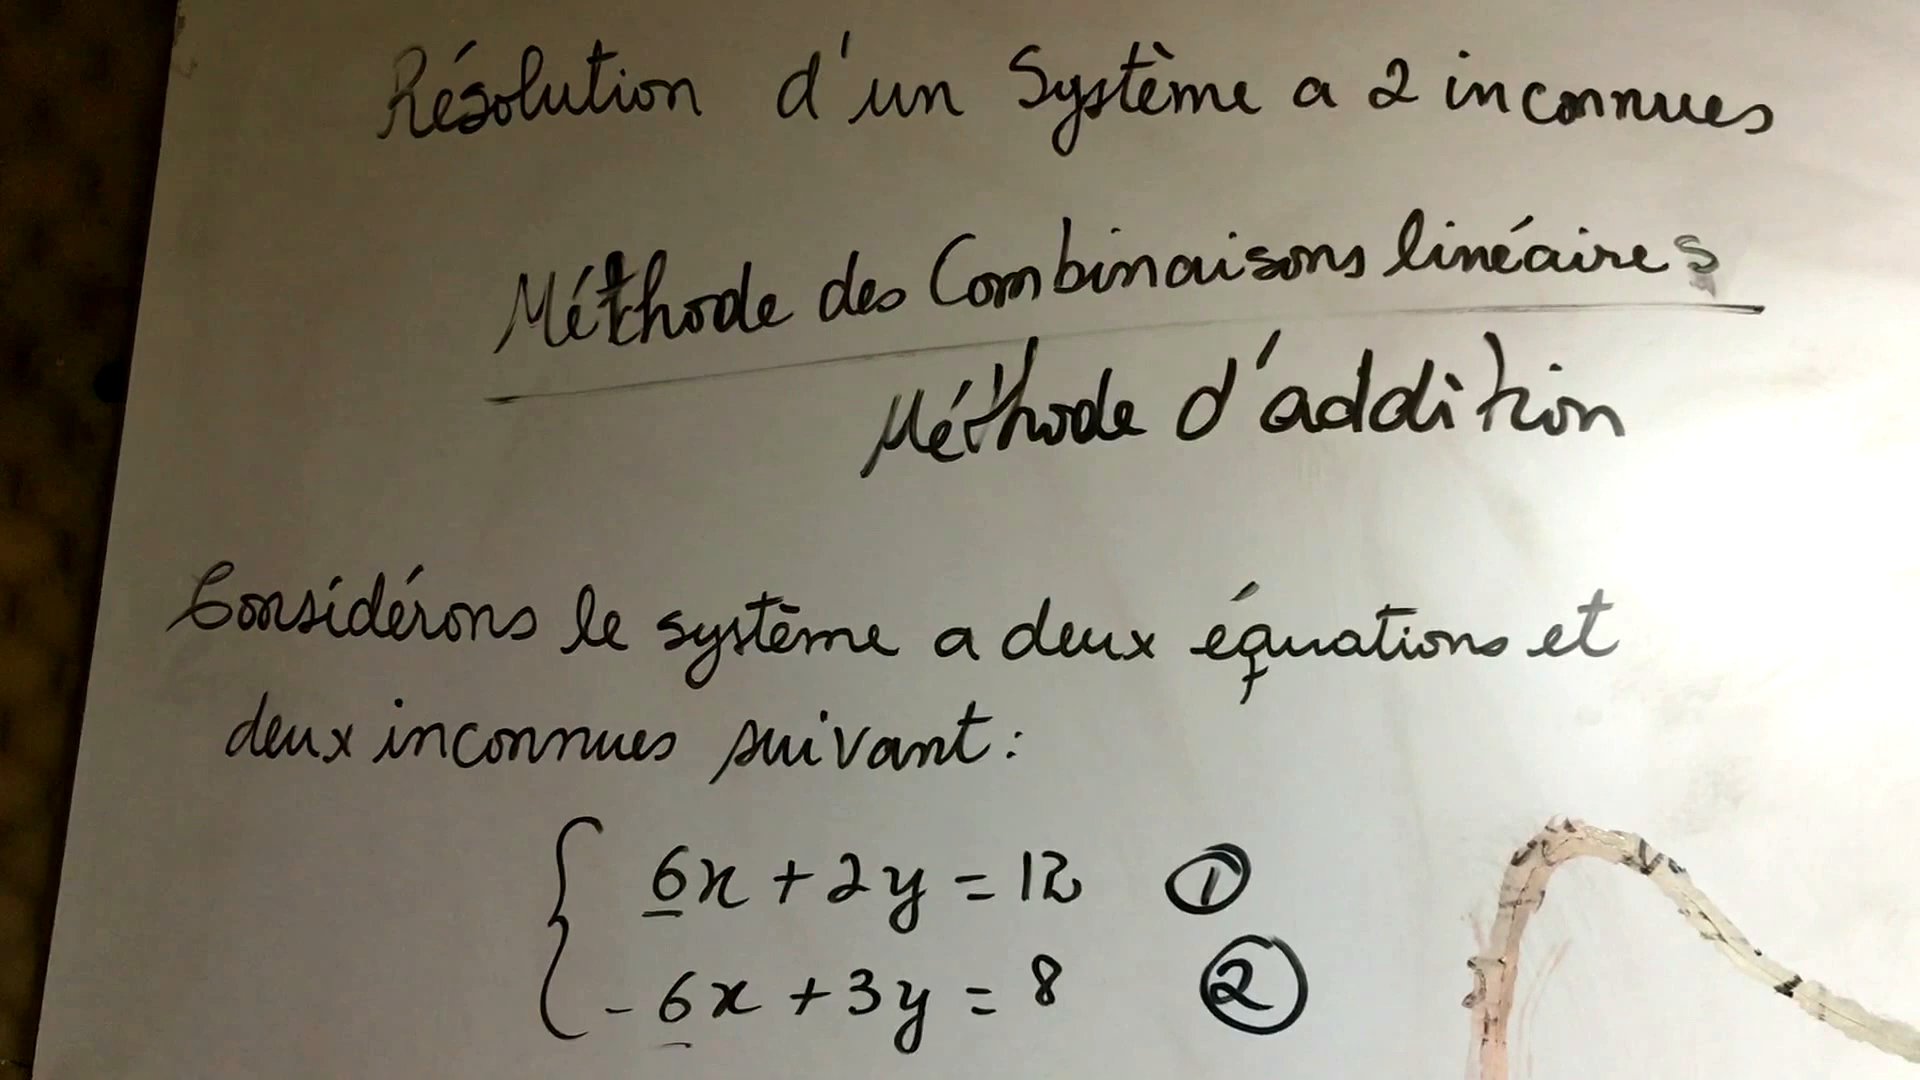 Résolution d'un Système a 2 inconnues
Méthode des Combinaisons linéaires
Méthode d'addition
Considérons le système a deux équations et
deux inconnues suivant :
6x + 2y = 12 ①
- 6x + 3y = 8 ②